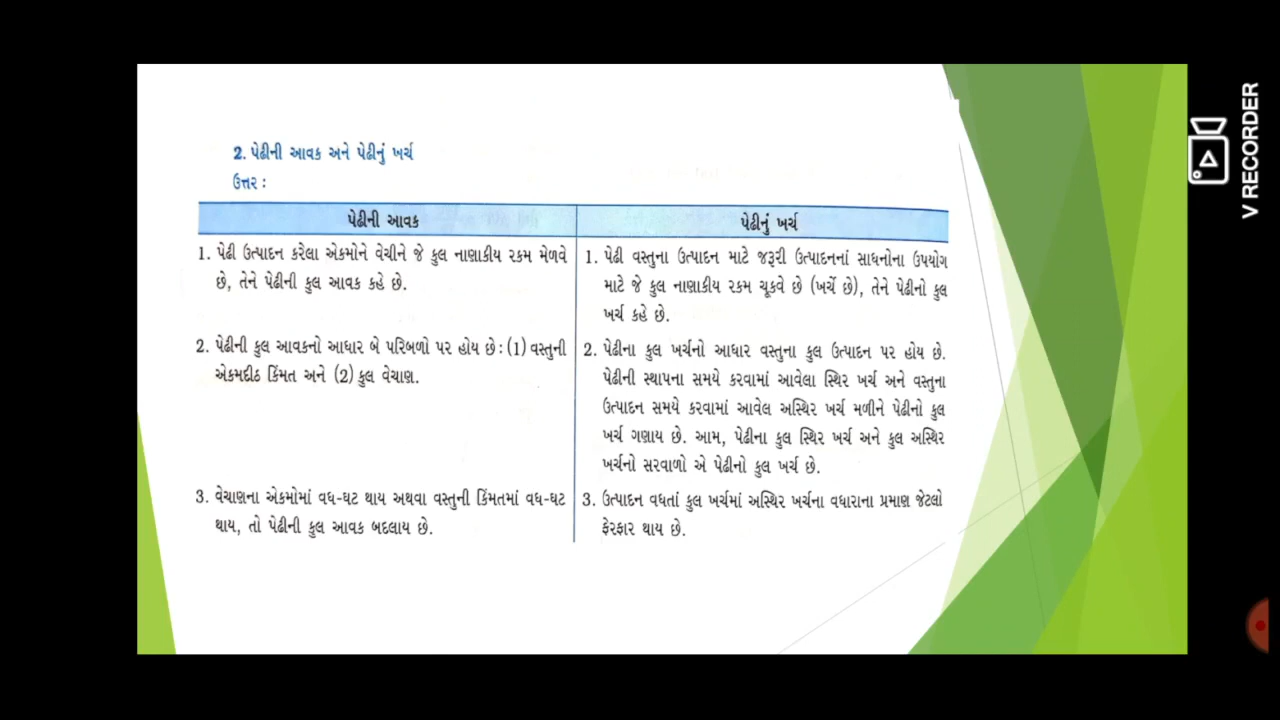 2. પેઢીની આવક અને પેઢીનું ખર્ચ
ઉત્તર :
પેઢીની આવક
1. પેઢી ઉત્પાદન કરેલા એકમોને વેચીને જે કુલ નાણાકીય રકમ મેળવે
છે, તેને પેઢીની કુલ આવક કહે છે.
2. પેઢીની કુલ આવકનો આધાર બે પરિબળો પર હોય છે : (1) વસ્તુની
એકમદીઠ કિંમત અને (2) કુલ વેચાણ.
3. વેચાણના એકમોમાં વધ-ઘટ થાય અથવા વસ્તુની કિંમતમાં વધ-ઘટ
થાય, તો પેઢીની કુલ આવક બદલાય છે.
પેઢીનું ખર્ચ
1. પેઢી વસ્તુના ઉત્પાદન માટે જરૂરી ઉત્પાદનનાં સાધનોના ઉપયોગ
માટે જે કુલ નાણાકીય રકમ ચૂકવે છે (ખર્ચે છે), તેને પેઢીનો કુલ
ખર્ચ કહે છે.
2. પેઢીના કુલ ખર્ચનો આધાર વસ્તુના કુલ ઉત્પાદન પર હોય છે.
પેઢીની સ્થાપના સમયે કરવામાં આવેલા સ્થિર ખર્ચ અને વસ્તુના
ઉત્પાદન સમયે કરવામાં આવેલ અસ્થિર ખર્ચ મળીને પેઢીનો કુલ
ખર્ચ ગણાય છે. આમ, પેઢીના કુલ સ્થિર ખર્ચ અને કુલ અસ્થિર
ખર્ચનો સરવાળો એ પેઢીનો કુલ ખર્ચ છે.
3. ઉત્પાદન વધતાં કુલ ખર્ચમાં અસ્થિર ખર્ચના વધારાના પ્રમાણ જેટલો
ફેરફાર થાય છે.
V RECORDER